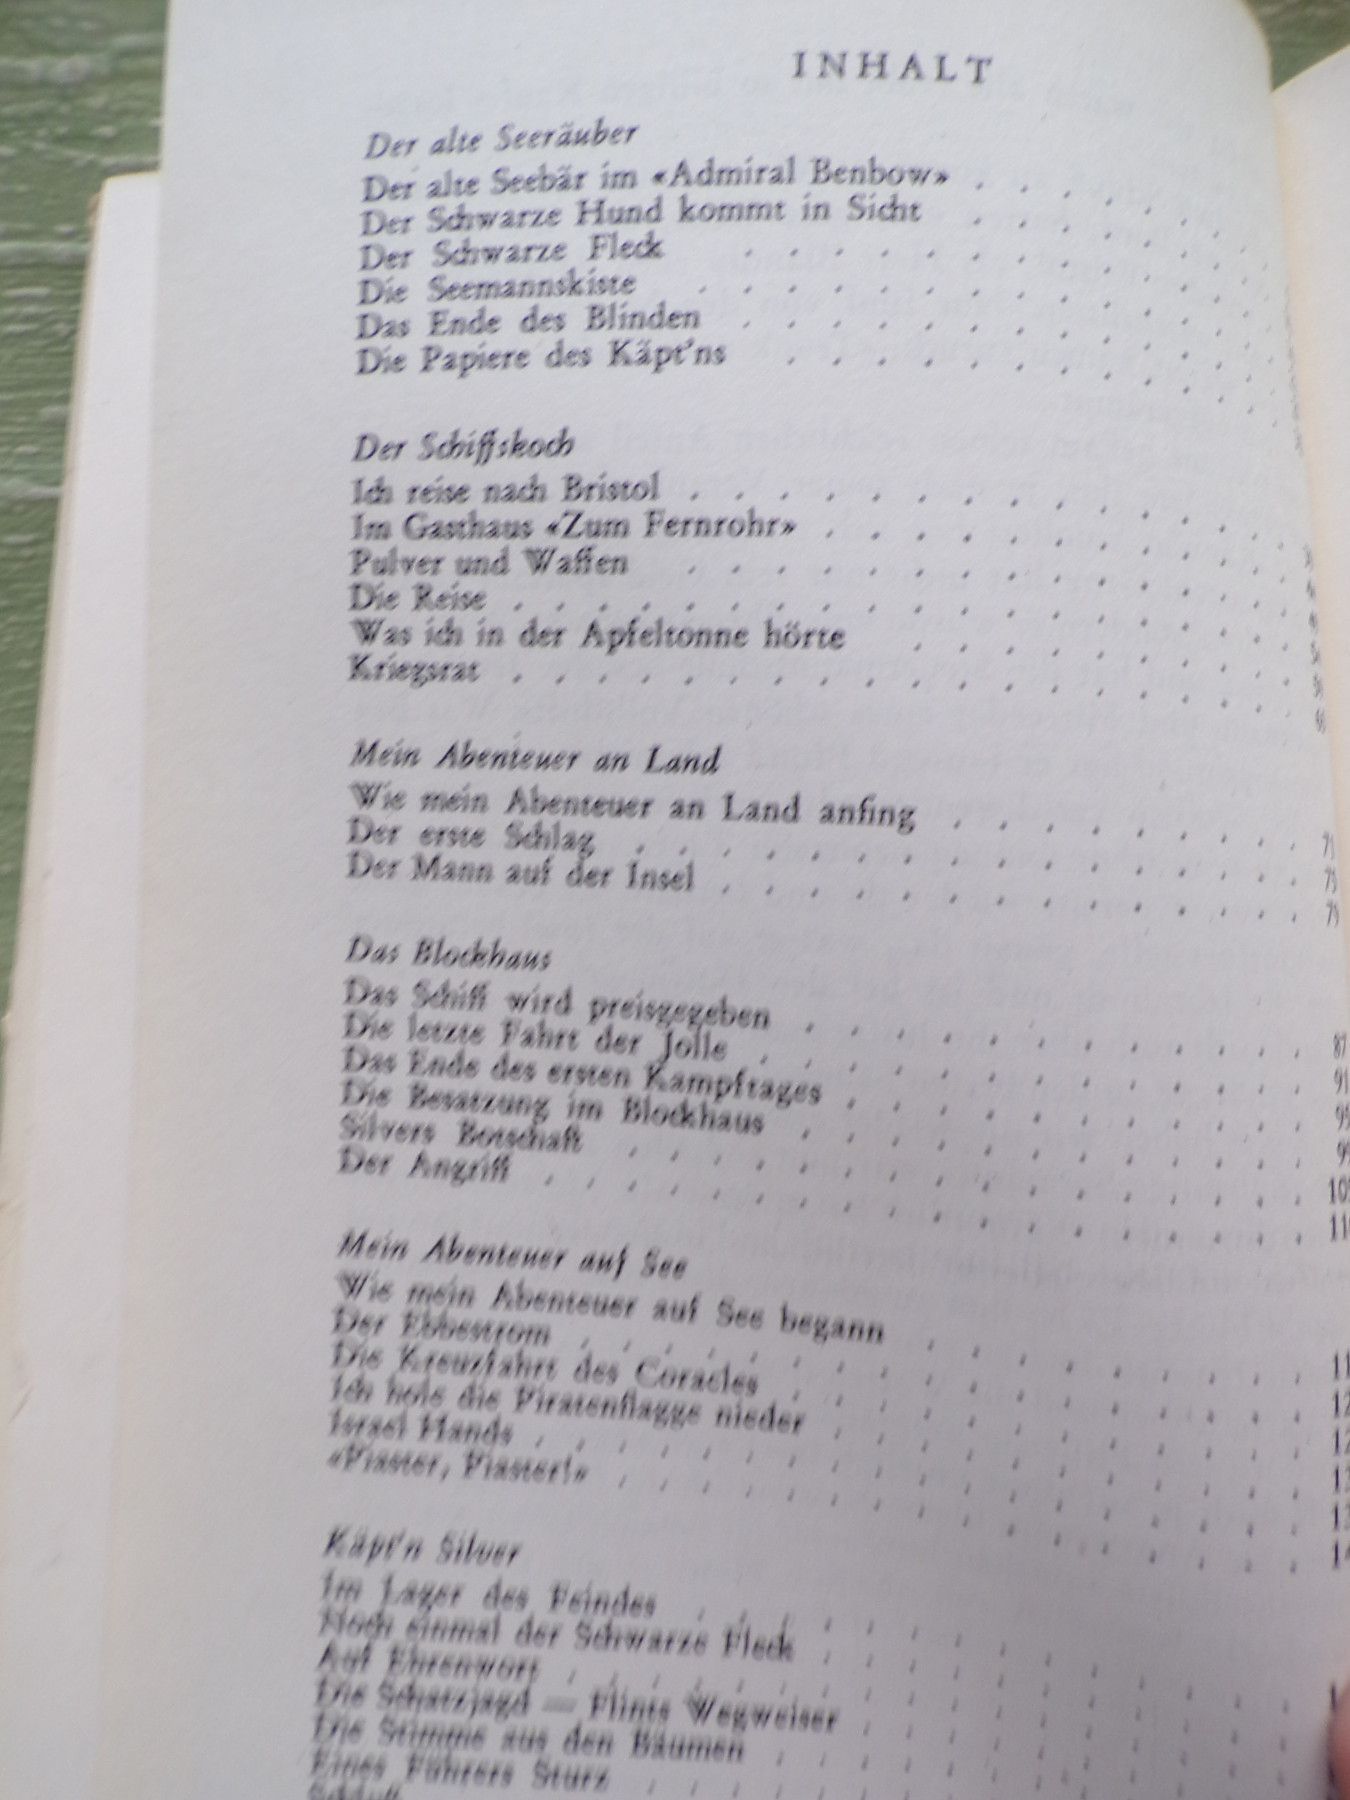 INHALT
Der alte Seeräuber
Der alte Seebär im «Admiral Benbow» . . . . . . .
Der Schwarze Hund kommt in Sicht . . . . . . .
Der Schwarze Fleck . . . . . . . . . . . .
Die Seemannskiste . . . . . . . . . . . . .
Das Ende des Blinden . . . . . . . . . . . .
Die Papiere des Käpt'ns . . . . . . . . . . .
Der Schiffskoch
Ich reise nach Bristol . . . . . . . . . . . . . .
Im Gasthaus «Zum Fernrohr» . . . . . . . . . . .
Pulver und Waffen . . . . . . . . . . . . . .
Die Reise . . . . . . . . . . . . . . . . . .
Was ich in der Apfeltonne hörte . . . . . . . . .
Kriegsrat . . . . . . . . . . . . . . . . . .
Mein Abenteuer an Land
Wie mein Abenteuer an Land anfing . . . . . . . . . 71
Der erste Schlag . . . . . . . . . . . . . . . . 75
Der Mann auf der Insel . . . . . . . . . . . . . . 79
Das Blockhaus
Das Schiff wird preisgegeben . . . . . . . . . . . . 87
Die letzte Fahrt der Jolle . . . . . . . . . . . . . 91
Das Ende des ersten Kampftages . . . . . . . . . . .
Die Besatzung im Blockhaus . . . . . . . . . . . .
Silvers Botschaft . . . . . . . . . . . . . . . .
Der Angriff . . . . . . . . . . . . . . . . . .
Mein Abenteuer auf See
Wie mein Abenteuer auf See begann . . . . . . . . .
Der Ebbestrom . . . . . . . . . . . . . . . . .
Die Kreuzfahrt des Coracles . . . . . . . . . . . .
Ich hole die Piratenflagge nieder . . . . . . . . . . .
Israel Hands . . . . . . . . . . . . . . . . . .
«Piaster, Piaster!» . . . . . . . . . . . . . . . .
Käpt'n Silver
Im Lager des Feindes . . . . . . . . . . . . . .
Noch einmal der Schwarze Fleck . . . . . . . . . . .
Auf Ehrenwort . . . . . . . . . . . . . . . . .
Die Schatzjagd — Flints Wegweiser . . . . . . . . . .
Die Stimme aus den Bäumen . . . . . . . . . . . .
Eines Führers Sturz . . . . . . . . . . . . . . .